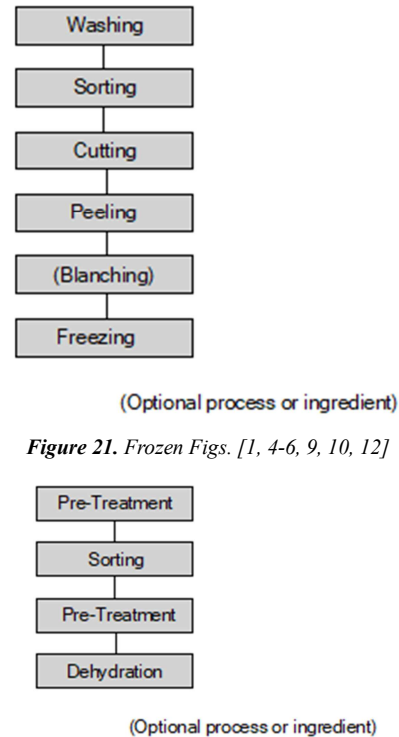 Washing
Sorting
Cutting
Peeling
(Blanching)
Freezing
(Optional process or ingredient)
Figure 21. Frozen Figs. [1, 4-6, 9, 10, 12]
Pre-Treatment
Sorting
Pre-Treatment
Dehydration
(Optional process or ingredient)